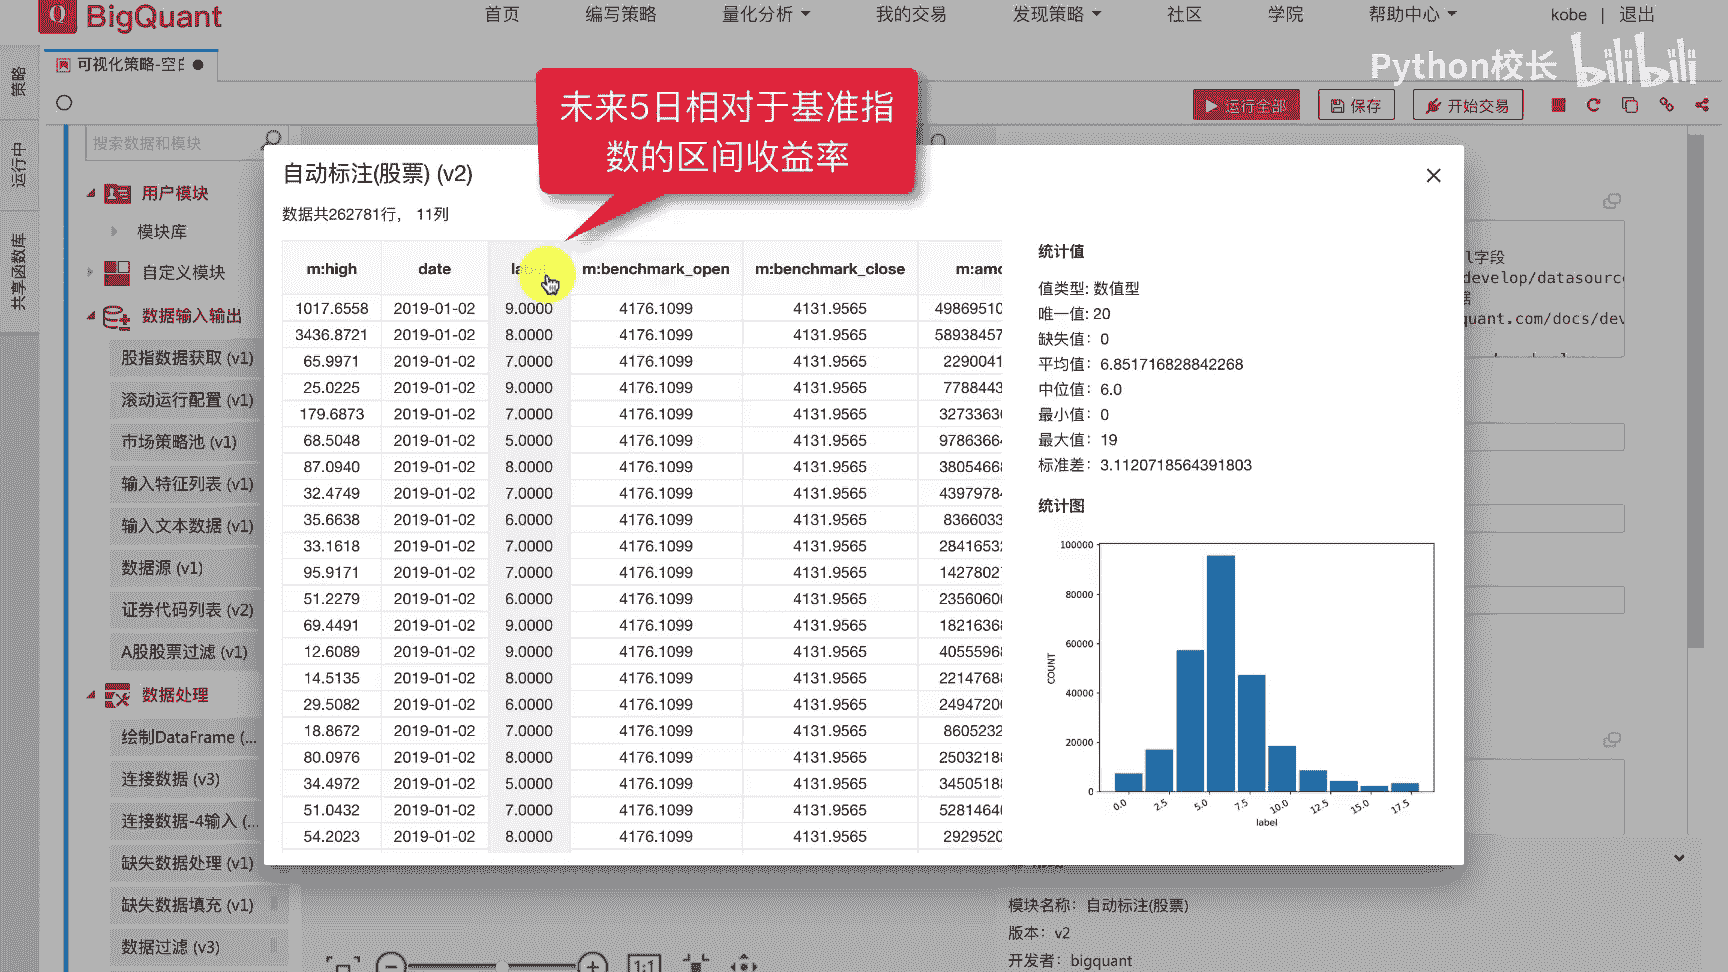 BigQuant
首页 编写策略 量化分析 我的交易 发现策略 社区 学院 帮助中心 kobe | 退出
可视化策略-空白
Python校长 bilibili
策略
运行中
共享函数库
运行全部 保存 开始交易
搜索数据和模块
未来5日相对于基准指
数的区间收益率
用户模块
模块库
自定义模块
数据输入输出
股指数据获取 (v1)
滚动运行配置 (v1)
市场策略池 (v1)
输入特征列表 (v1)
输入文本数据 (v1)
数据源 (v1)
证券代码列表 (v2)
A股股票过滤 (v1)
数据处理
绘制DataFrame (...
连接数据 (v3)
连接数据-4输入 (...
缺失数据处理 (v1)
缺失数据填充 (v1)
数据过滤 (v3)
自动标注(股票) (v2)
数据共262781行， 11列
m:high date label m:benchmark_open m:benchmark_close m:amo
1017.6558 2019-01-02 9.0000 4176.1099 4131.9565 49869510
3436.8721 2019-01-02 8.0000 4176.1099 4131.9565 58938457
65.9971 2019-01-02 7.0000 4176.1099 4131.9565 2290041
25.0225 2019-01-02 9.0000 4176.1099 4131.9565 7788443
179.6873 2019-01-02 7.0000 4176.1099 4131.9565 32733630
68.5048 2019-01-02 5.0000 4176.1099 4131.9565 97863664
87.0940 2019-01-02 8.0000 4176.1099 4131.9565 38054668
32.4749 2019-01-02 7.0000 4176.1099 4131.9565 43979784
35.6638 2019-01-02 6.0000 4176.1099 4131.9565 8366033
33.1618 2019-01-02 7.0000 4176.1099 4131.9565 28416532
95.9171 2019-01-02 7.0000 4176.1099 4131.9565 14278027
51.2279 2019-01-02 6.0000 4176.1099 4131.9565 23560600
69.4491 2019-01-02 9.0000 4176.1099 4131.9565 18216368
12.6089 2019-01-02 9.0000 4176.1099 4131.9565 40555968
14.5135 2019-01-02 8.0000 4176.1099 4131.9565 22147688
29.5082 2019-01-02 6.0000 4176.1099 4131.9565 24947200
18.8672 2019-01-02 7.0000 4176.1099 4131.9565 8605232
80.0976 2019-01-02 8.0000 4176.1099 4131.9565 25032188
34.4972 2019-01-02 5.0000 4176.1099 4131.9565 34505188
51.0432 2019-01-02 7.0000 4176.1099 4131.9565 52814640
54.2023 2019-01-02 8.0000 4176.1099 4131.9565 2929520
统计值
值类型: 数值型
唯一值: 20
缺失值: 0
平均值: 6.851716828842268
中位值: 6.0
最小值: 0
最大值: 19
标准差: 3.1120718564391803
统计图
100000
80000
60000
40000
20000
0
COUNT
0.0 2.5 5.0 7.5 10.0 12.5 15.0 17.5
label
l字段
develop/datasourc
quant.com/docs/dev
模块名称: 自动标注(股票)
版本: v2
开发者: bigquant
1:1